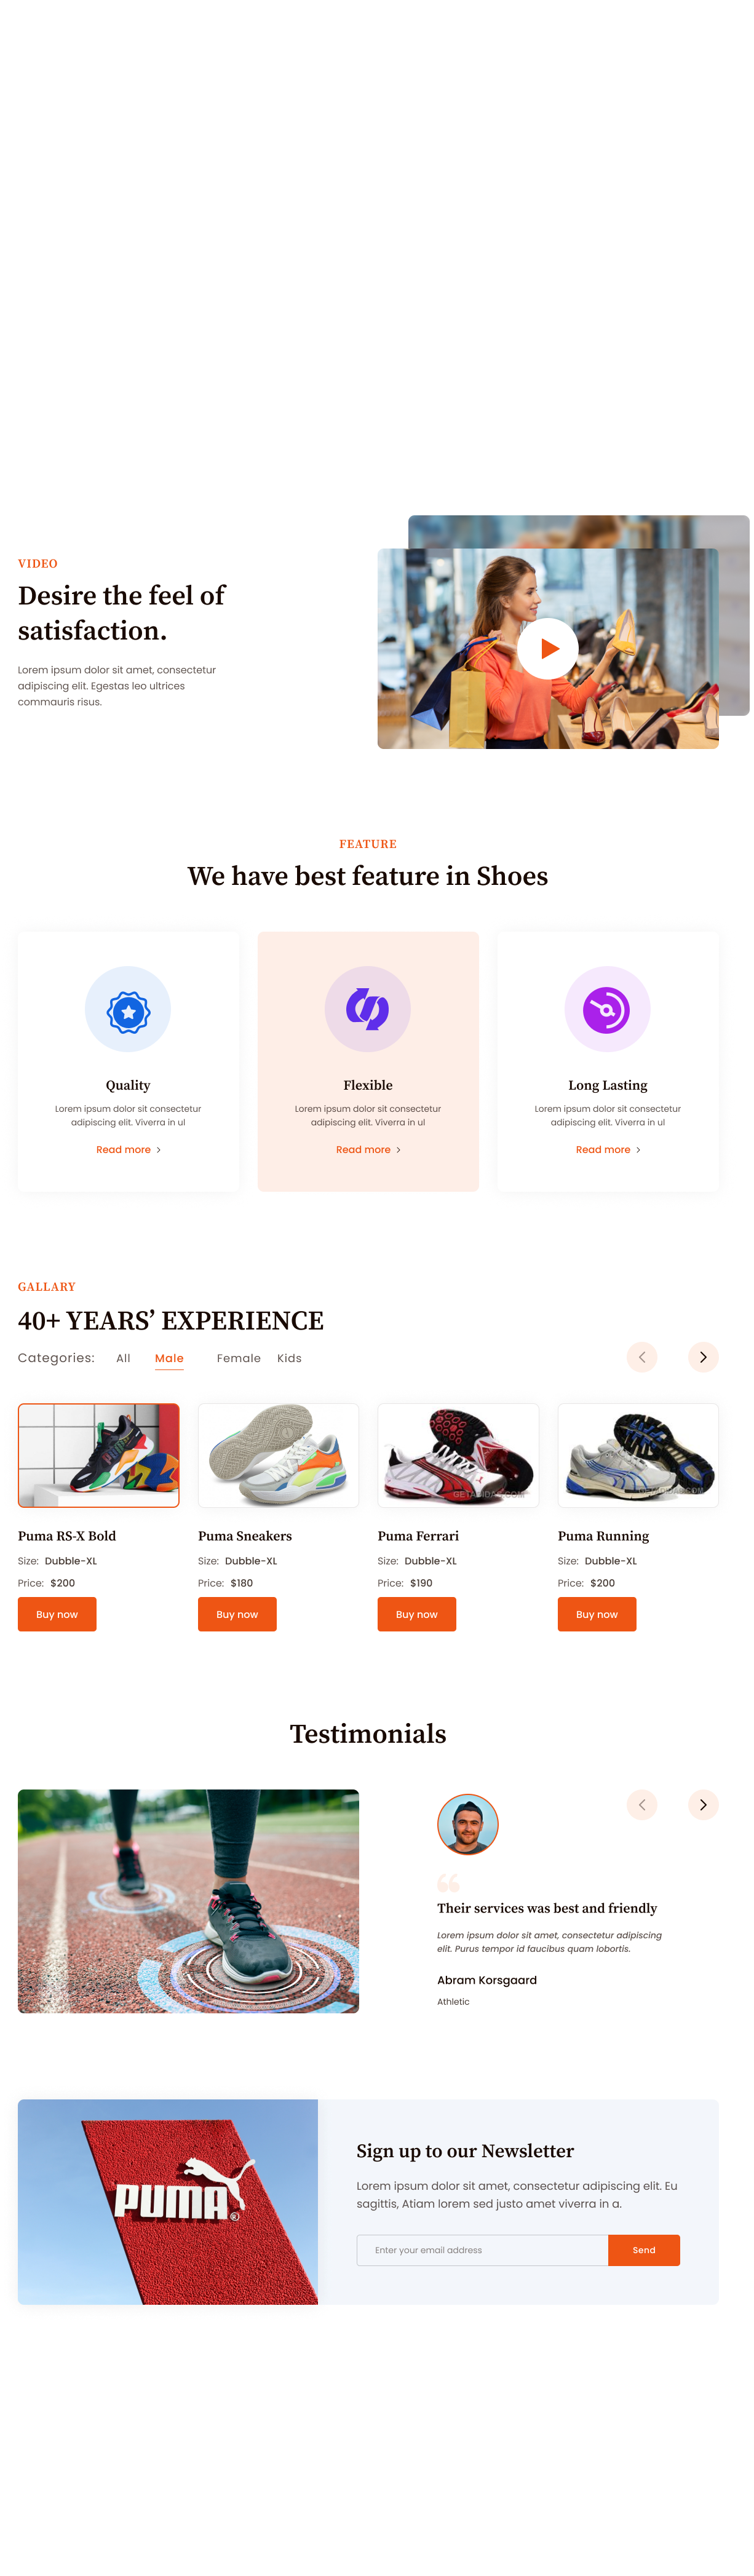 VIDEO
Desire the feel of
satisfaction.
Lorem ipsum dolor sit amet, consectetur
adipiscing elit. Egestas leo ultrices
commauris risus.
FEATURE
We have best feature in Shoes
Quality
Lorem ipsum dolor sit consectetur
adipiscing elit. Viverra in ul
Read more
Flexible
Lorem ipsum dolor sit consectetur
adipiscing elit. Viverra in ul
Read more
Long Lasting
Lorem ipsum dolor sit consectetur
adipiscing elit. Viverra in ul
Read more
GALLARY
40+ YEARS’ EXPERIENCE
Categories: All Male Female Kids
Puma RS-X Bold
Size: Dubble-XL
Price: $200
Buy now
Puma Sneakers
Size: Dubble-XL
Price: $180
Buy now
Puma Ferrari
Size: Dubble-XL
Price: $190
Buy now
Puma Running
Size: Dubble-XL
Price: $200
Buy now
Testimonials
Their services was best and friendly
Lorem ipsum dolor sit amet, consectetur adipiscing
elit. Purus tempor id faucibus quam lobortis.
Abram Korsgaard
Athletic
PUMA®
Sign up to our Newsletter
Lorem ipsum dolor sit amet, consectetur adipiscing elit. Eu
sagittis, Atiam lorem sed justo amet viverra in a.
Enter your email address
Send